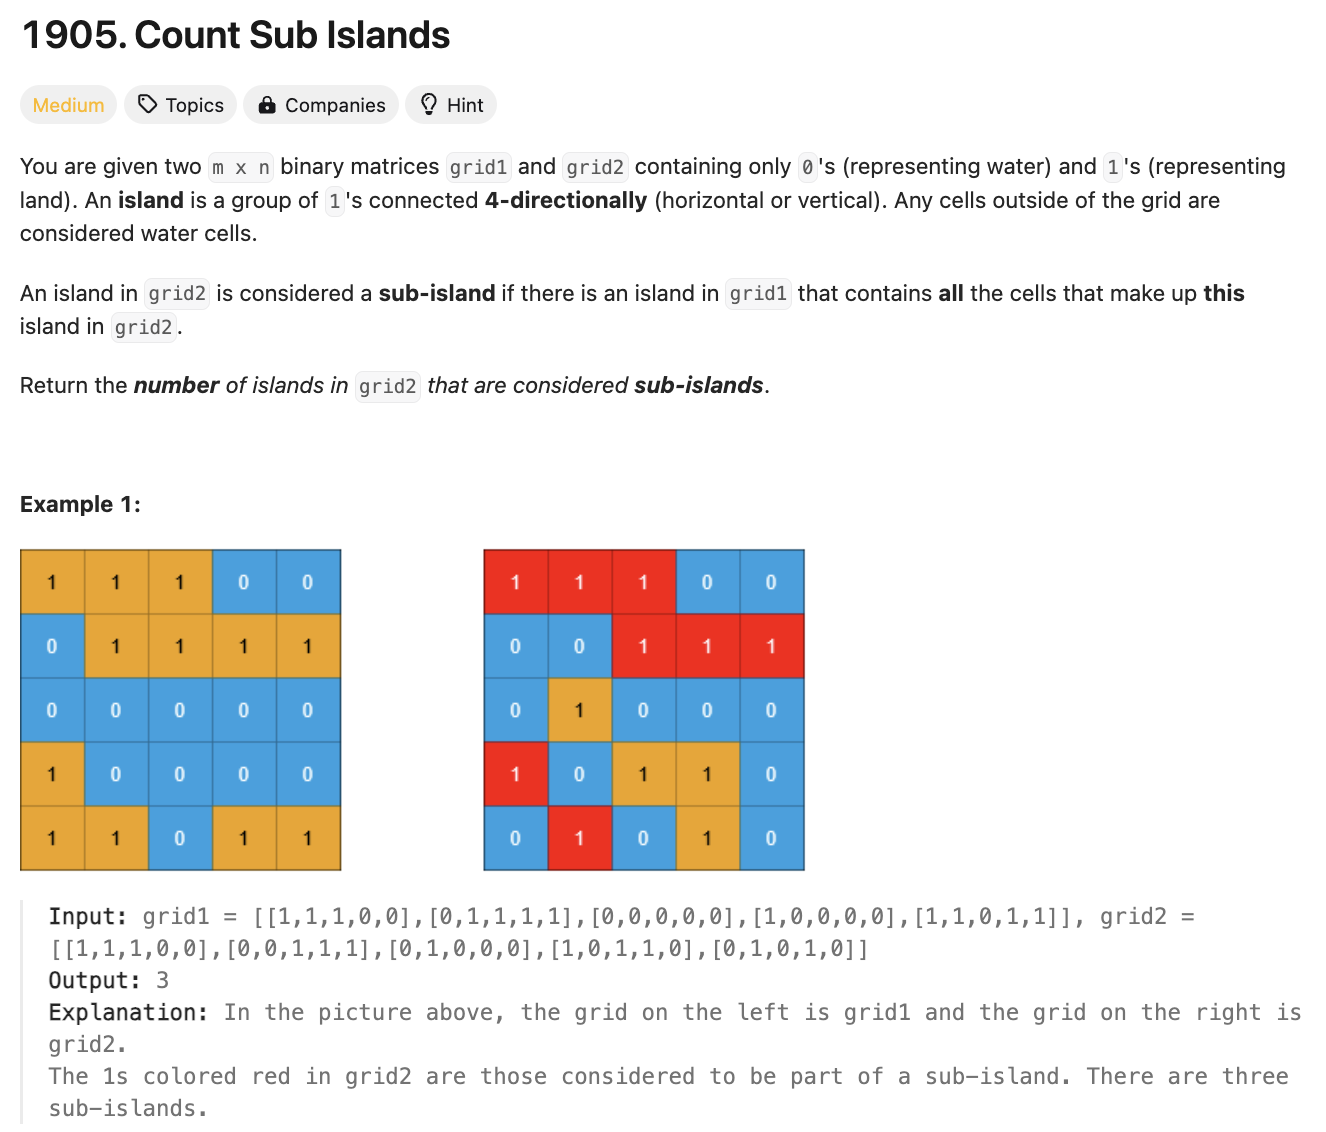 1905. Count Sub Islands
Medium Topics Companies Hint
You are given two m x n binary matrices grid1 and grid2 containing only 0's (representing water) and 1's (representing
land). An island is a group of 1's connected 4-directionally (horizontal or vertical). Any cells outside of the grid are
considered water cells.
An island in grid2 is considered a sub-island if there is an island in grid1 that contains all the cells that make up this
island in grid2.
Return the number of islands in grid2 that are considered sub-islands.
Example 1:
1 1 1 0 0 1 1 1 0 0
0 1 1 1 1 0 0 1 1 1
0 0 0 0 0 0 1 0 0 0
1 0 0 0 0 1 0 1 1 0
1 1 0 1 1 0 1 0 1 0
Input: grid1 = [[1,1,1,0,0],[0,1,1,1,1],[0,0,0,0,0],[1,0,0,0,0],[1,1,0,1,1]], grid2 =
[[1,1,1,0,0],[0,0,1,1,1],[0,1,0,0,0],[1,0,1,1,0],[0,1,0,1,0]]
Output: 3
Explanation: In the picture above, the grid on the left is grid1 and the grid on the right is
grid2.
The 1s colored red in grid2 are those considered to be part of a sub-island. There are three
sub-islands.